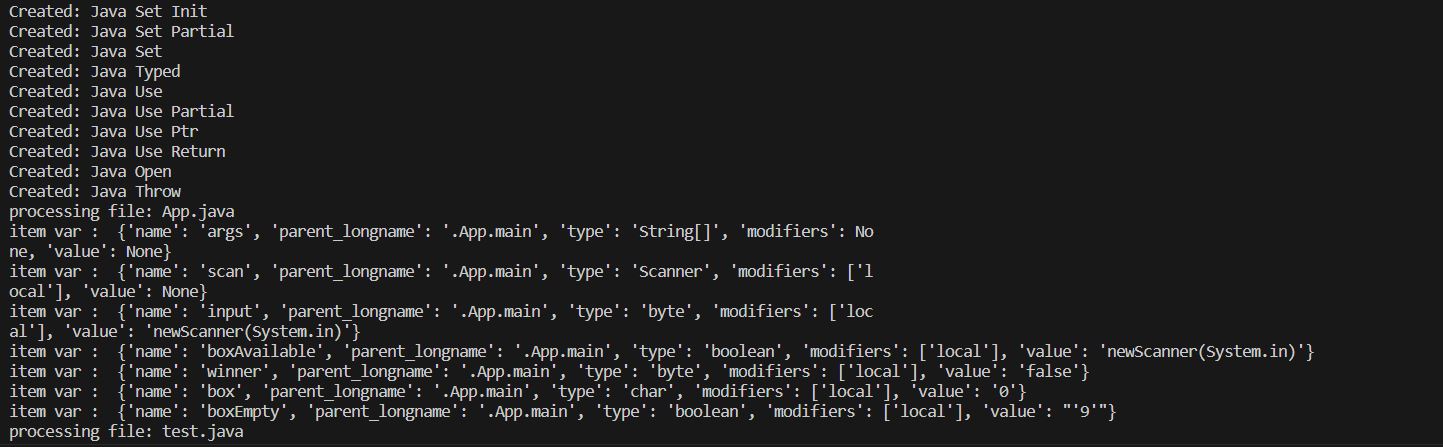 Created: Java Set Init
Created: Java Set Partial
Created: Java Set
Created: Java Typed
Created: Java Use
Created: Java Use Partial
Created: Java Use Ptr
Created: Java Use Return
Created: Java Open
Created: Java Throw
processing file: App.java
item var :  {'name': 'args', 'parent_longname': '.App.main', 'type': 'String[]', 'modifiers': No
ne, 'value': None}
item var :  {'name': 'scan', 'parent_longname': '.App.main', 'type': 'Scanner', 'modifiers': ['l
ocal'], 'value': None}
item var :  {'name': 'input', 'parent_longname': '.App.main', 'type': 'byte', 'modifiers': ['loc
al'], 'value': 'newScanner(System.in)'}
item var :  {'name': 'boxAvailable', 'parent_longname': '.App.main', 'type': 'boolean', 'modifiers': ['local'], 'value': 'newScanner(System.in)'}
item var :  {'name': 'winner', 'parent_longname': '.App.main', 'type': 'byte', 'modifiers': ['local'], 'value': 'false'}
item var :  {'name': 'box', 'parent_longname': '.App.main', 'type': 'char', 'modifiers': ['local'], 'value': '0'}
item var :  {'name': 'boxEmpty', 'parent_longname': '.App.main', 'type': 'boolean', 'modifiers': ['local'], 'value': "'9'"}
processing file: test.java